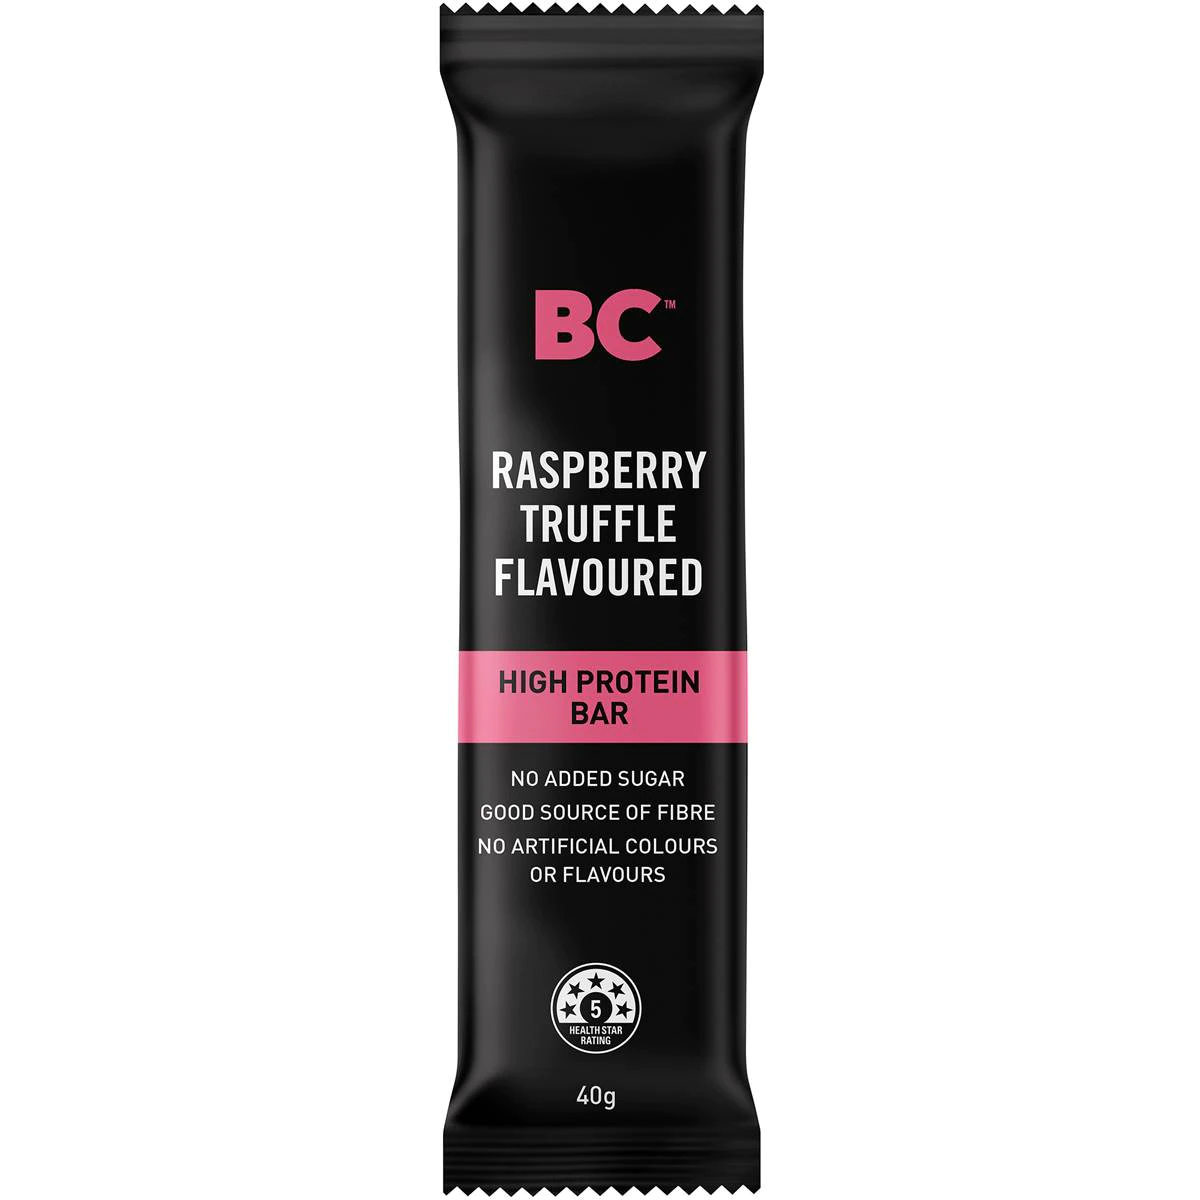 BC™
RASPBERRY
TRUFFLE
FLAVOURED
HIGH PROTEIN
BAR
NO ADDED SUGAR
GOOD SOURCE OF FIBRE
NO ARTIFICIAL COLOURS
OR FLAVOURS
5
HEALTH STAR
RATING
40g